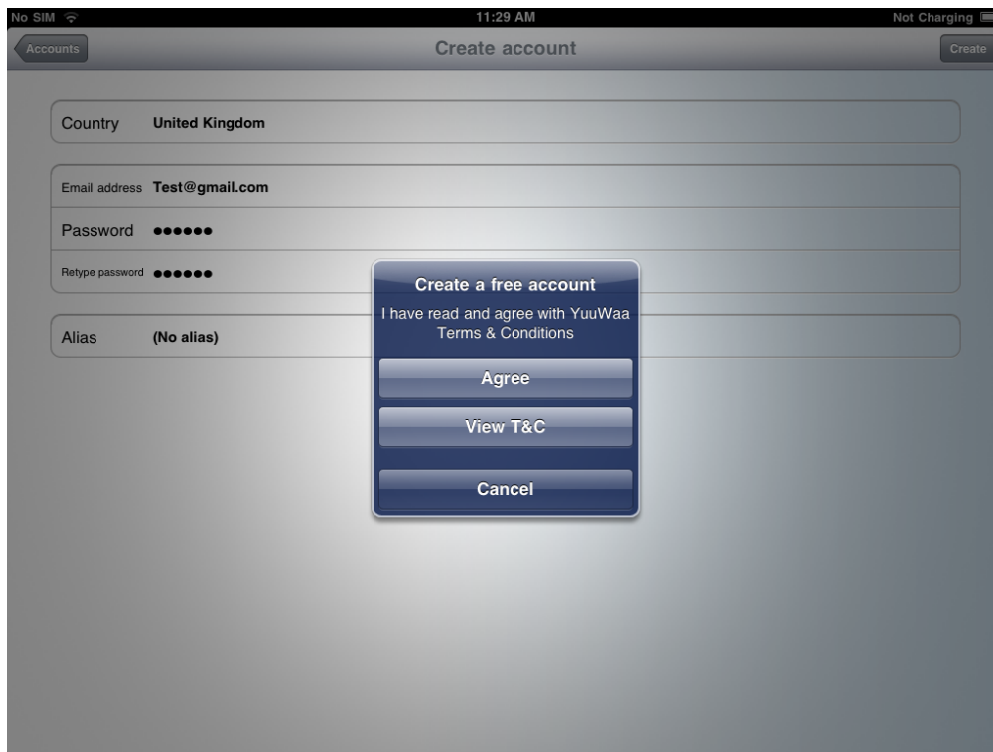 No SIM 11:29 AM Not Charging
Accounts Create account Create
Country United Kingdom
Email address Test@gmail.com
Password ●●●●●●
Retype password ●●●●●●
Alias (No alias)
Create a free account
I have read and agree with YuuWaa
Terms & Conditions
Agree
View T&C
Cancel